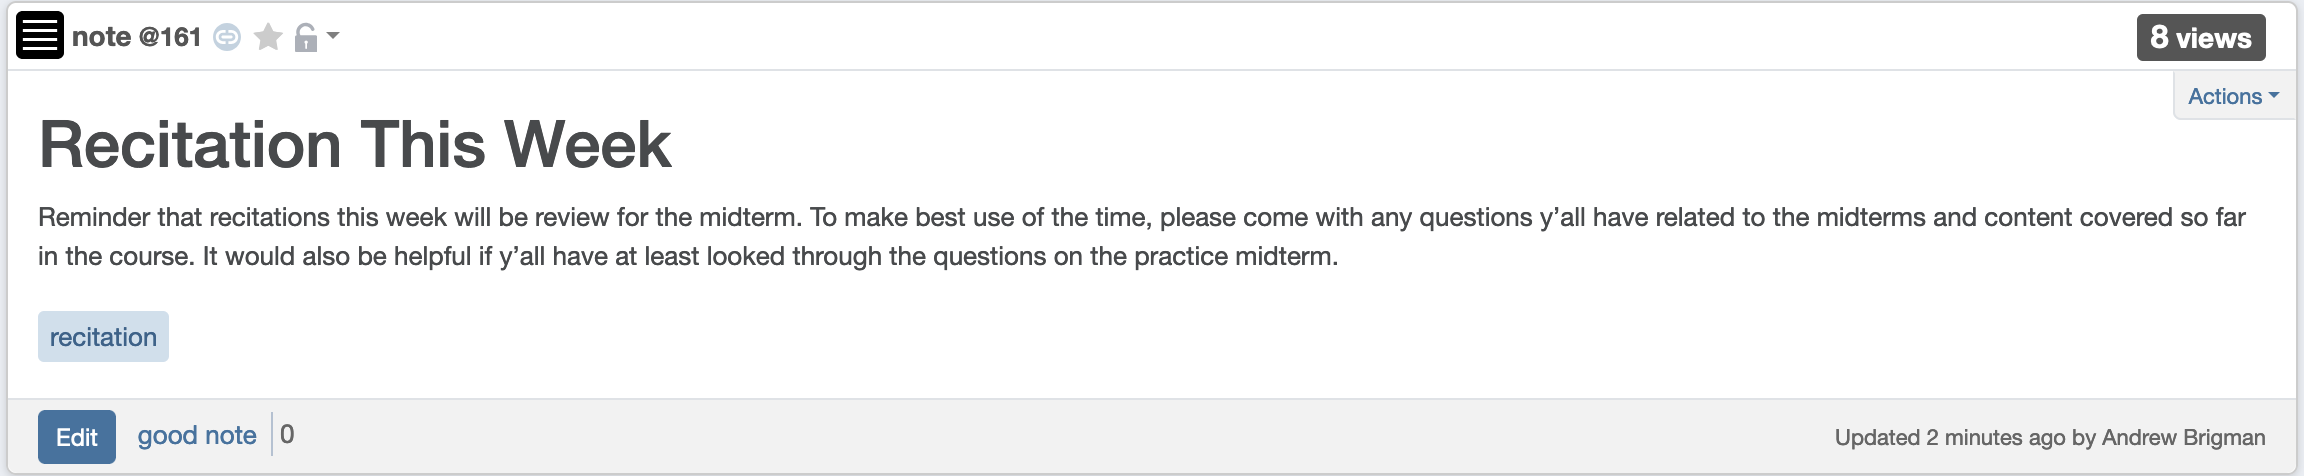 note @161
8 views
Actions
Recitation This Week
Reminder that recitations this week will be review for the midterm. To make best use of the time, please come with any questions y’all have related to the midterms and content covered so far
in the course. It would also be helpful if y’all have at least looked through the questions on the practice midterm.
recitation
Edit good note 0
Updated 2 minutes ago by Andrew Brigman